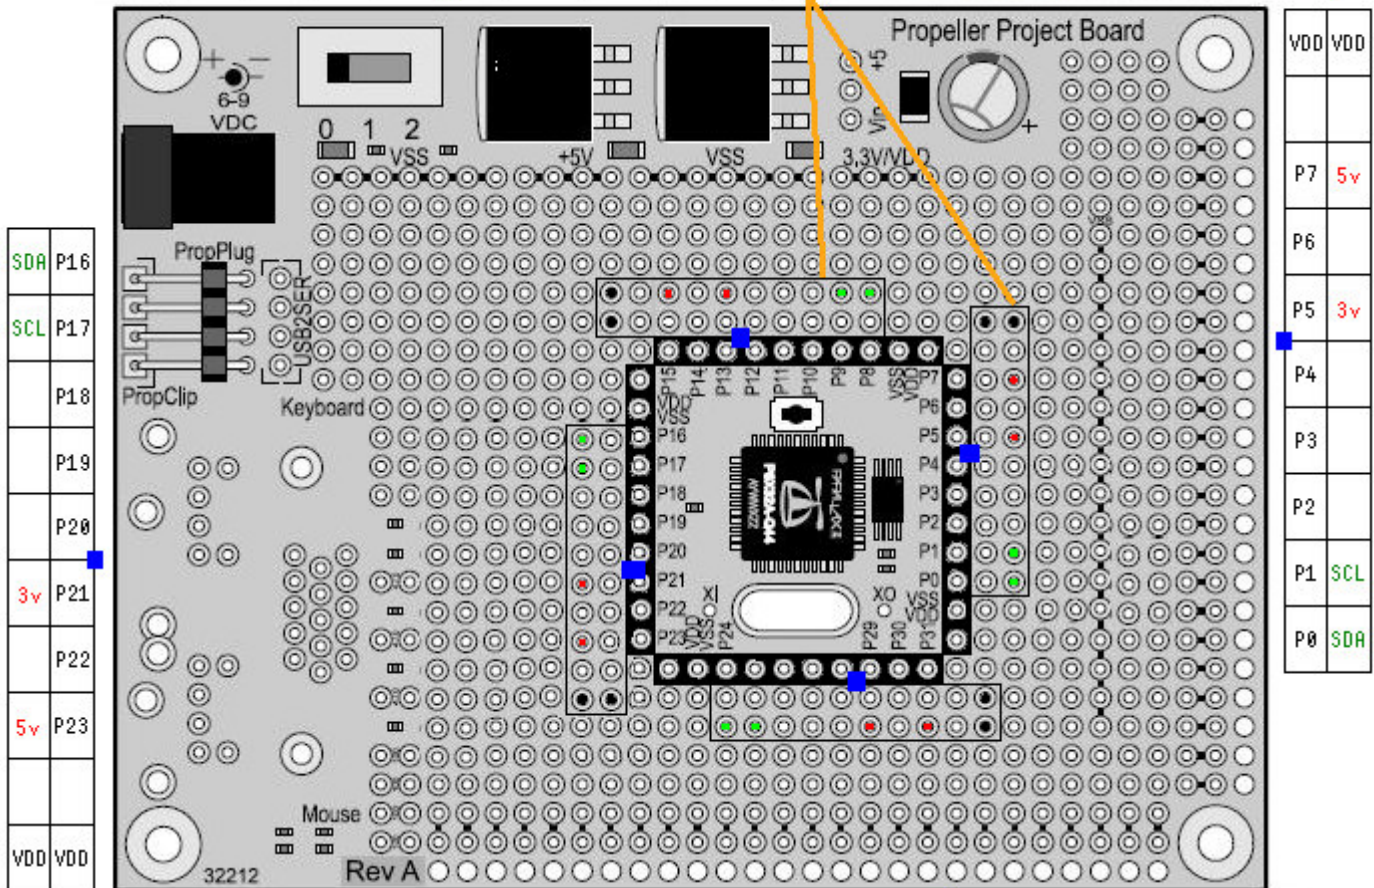 Propeller Project Board
VDD VDD
P7 5v
P6
P5 3v
P4
P3
P2
P1 SCL
P0 SDA
+ −
6-9
VDC
0 1 2
VSS
+5V
VSS
3,3V/VDD
+5
Vin
+
SDA P16
SCL P17
P18
P19
P20
3v P21
P22
5v P23
VDD VDD
PropPlug
USB2SER
PropClip
Keyboard
P15
P14
P13
P12
P11
P10
P9
P8
VSS
VDD
P7
P6
P5
P4
P3
P2
P1
P0
VSS
VDD
VDD
VSS
P16
P17
P18
P19
P20
P21
P22
P23
VDD
VSS
P24
P29
P30
P31
XI
XO
Mouse
32212
Rev A